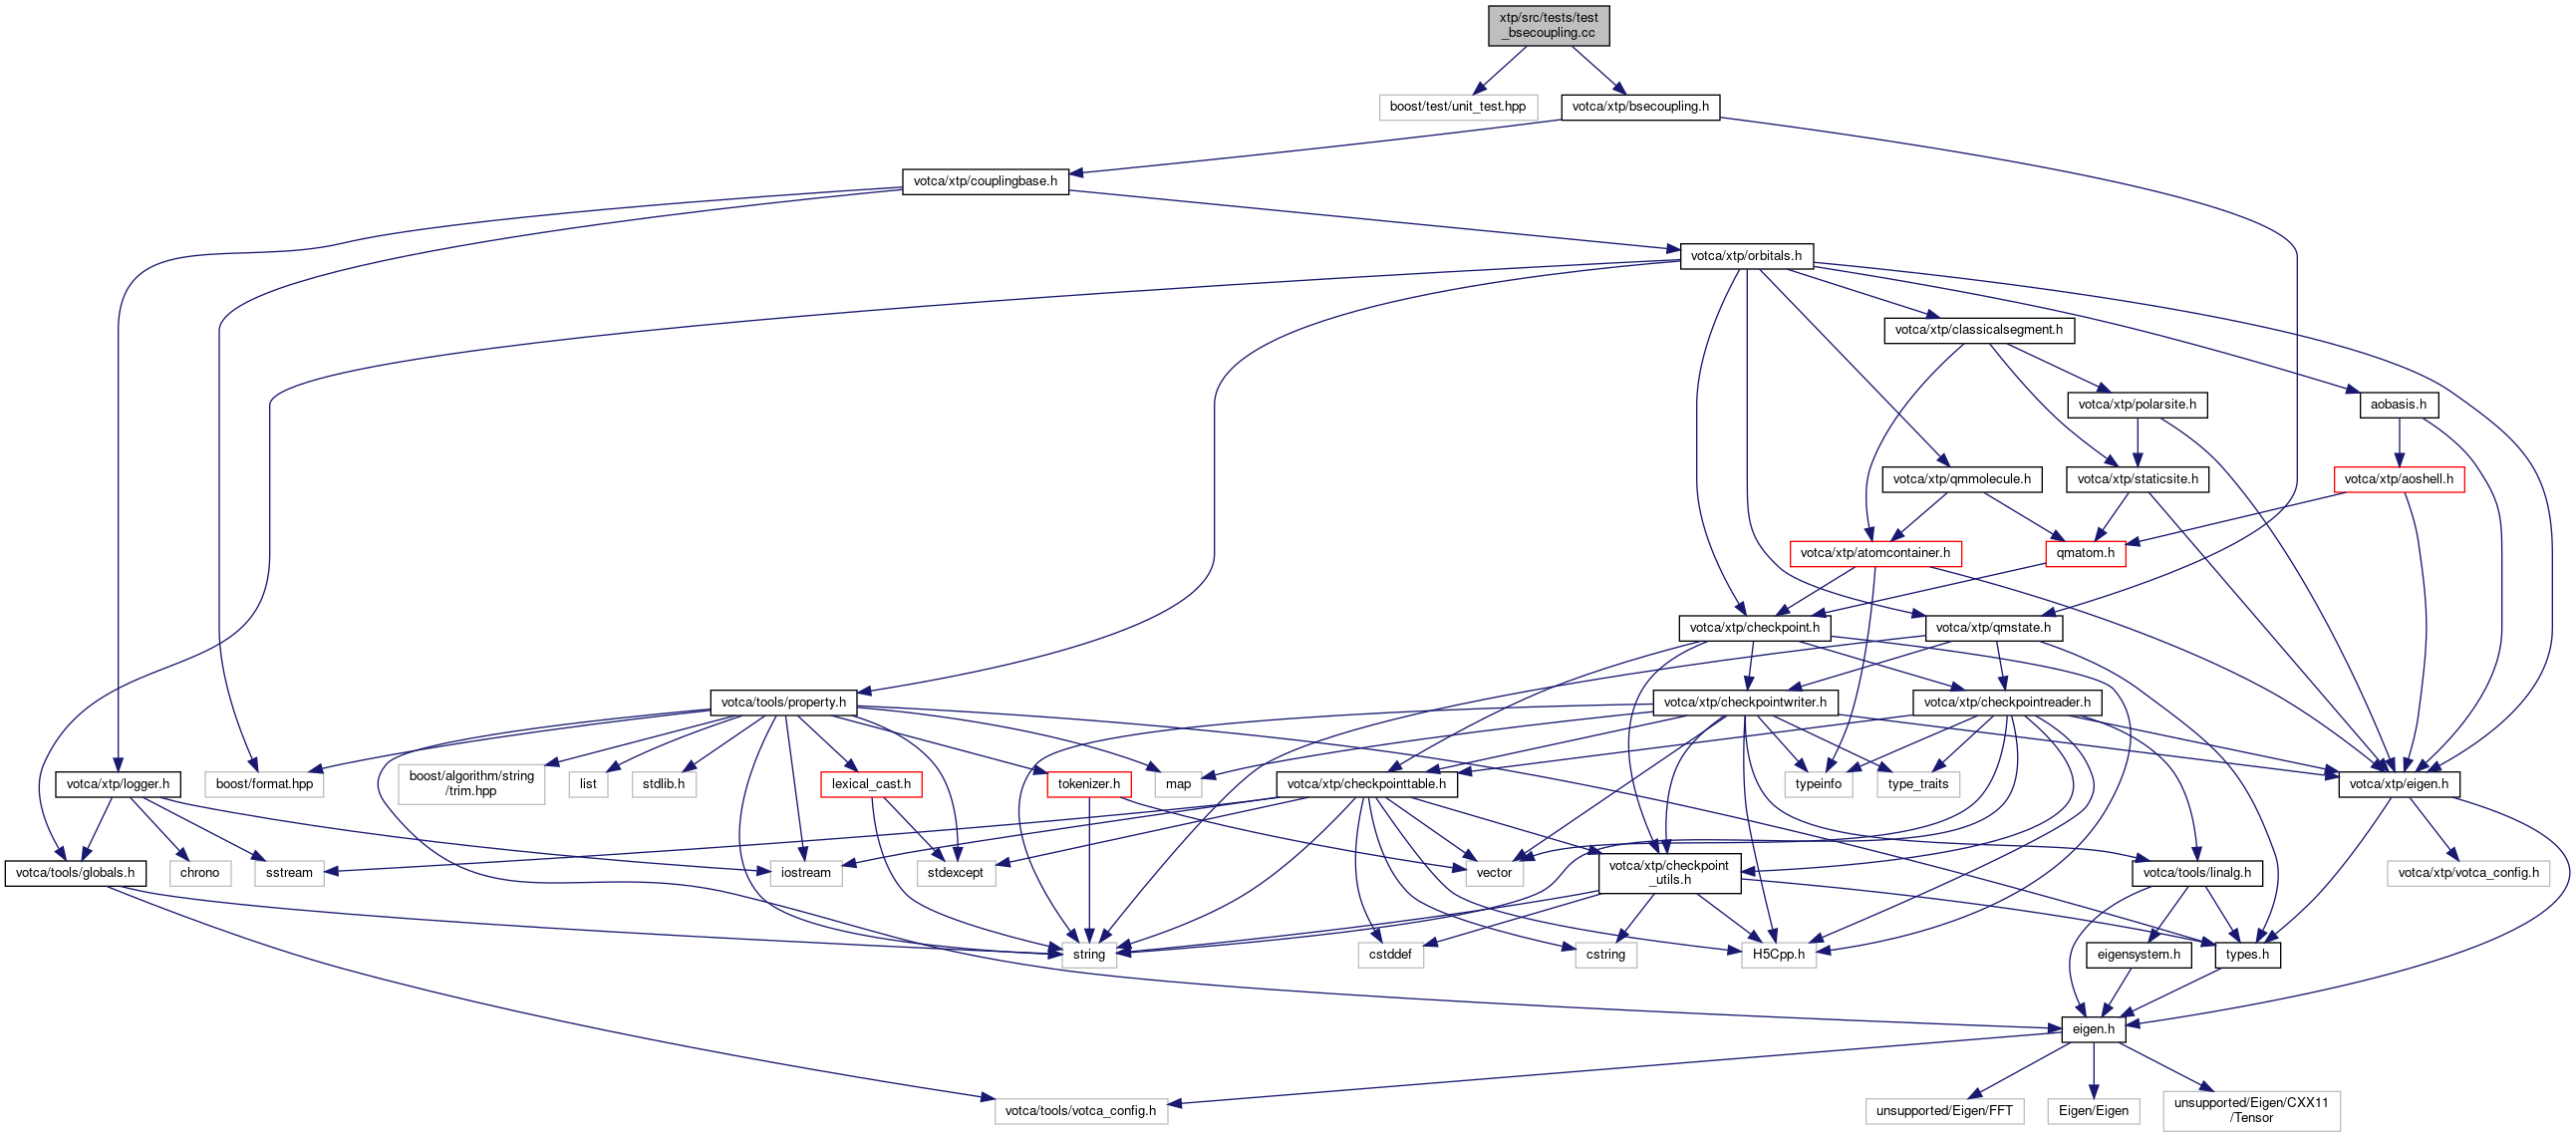 xtp/src/tests/test
_bsecoupling.cc
boost/test/unit_test.hpp
votca/xtp/bsecoupling.h
votca/xtp/couplingbase.h
votca/xtp/orbitals.h
votca/xtp/classicalsegment.h
votca/xtp/polarsite.h
aobasis.h
votca/xtp/qmmolecule.h
votca/xtp/staticsite.h
votca/xtp/aoshell.h
votca/xtp/atomcontainer.h
qmatom.h
votca/xtp/checkpoint.h
votca/xtp/qmstate.h
votca/tools/property.h
votca/xtp/checkpointwriter.h
votca/xtp/checkpointreader.h
votca/xtp/logger.h
boost/format.hpp
boost/algorithm/string
/trim.hpp
list
stdlib.h
lexical_cast.h
tokenizer.h
map
votca/xtp/checkpointtable.h
typeinfo
type_traits
votca/xtp/eigen.h
votca/tools/globals.h
chrono
sstream
iostream
stdexcept
vector
votca/xtp/checkpoint
_utils.h
votca/tools/linalg.h
votca/xtp/votca_config.h
string
cstddef
cstring
H5Cpp.h
eigensystem.h
types.h
eigen.h
votca/tools/votca_config.h
unsupported/Eigen/FFT
Eigen/Eigen
unsupported/Eigen/CXX11
/Tensor